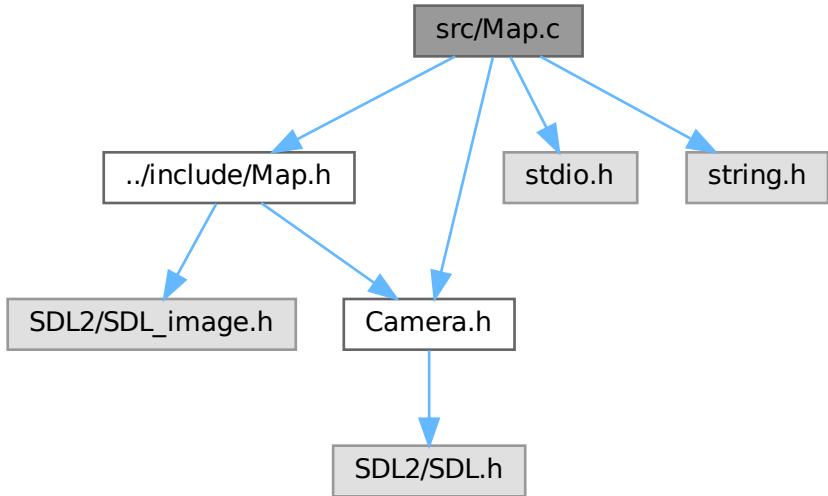 src/Map.c
../include/Map.h
stdio.h
string.h
SDL2/SDL_image.h
Camera.h
SDL2/SDL.h